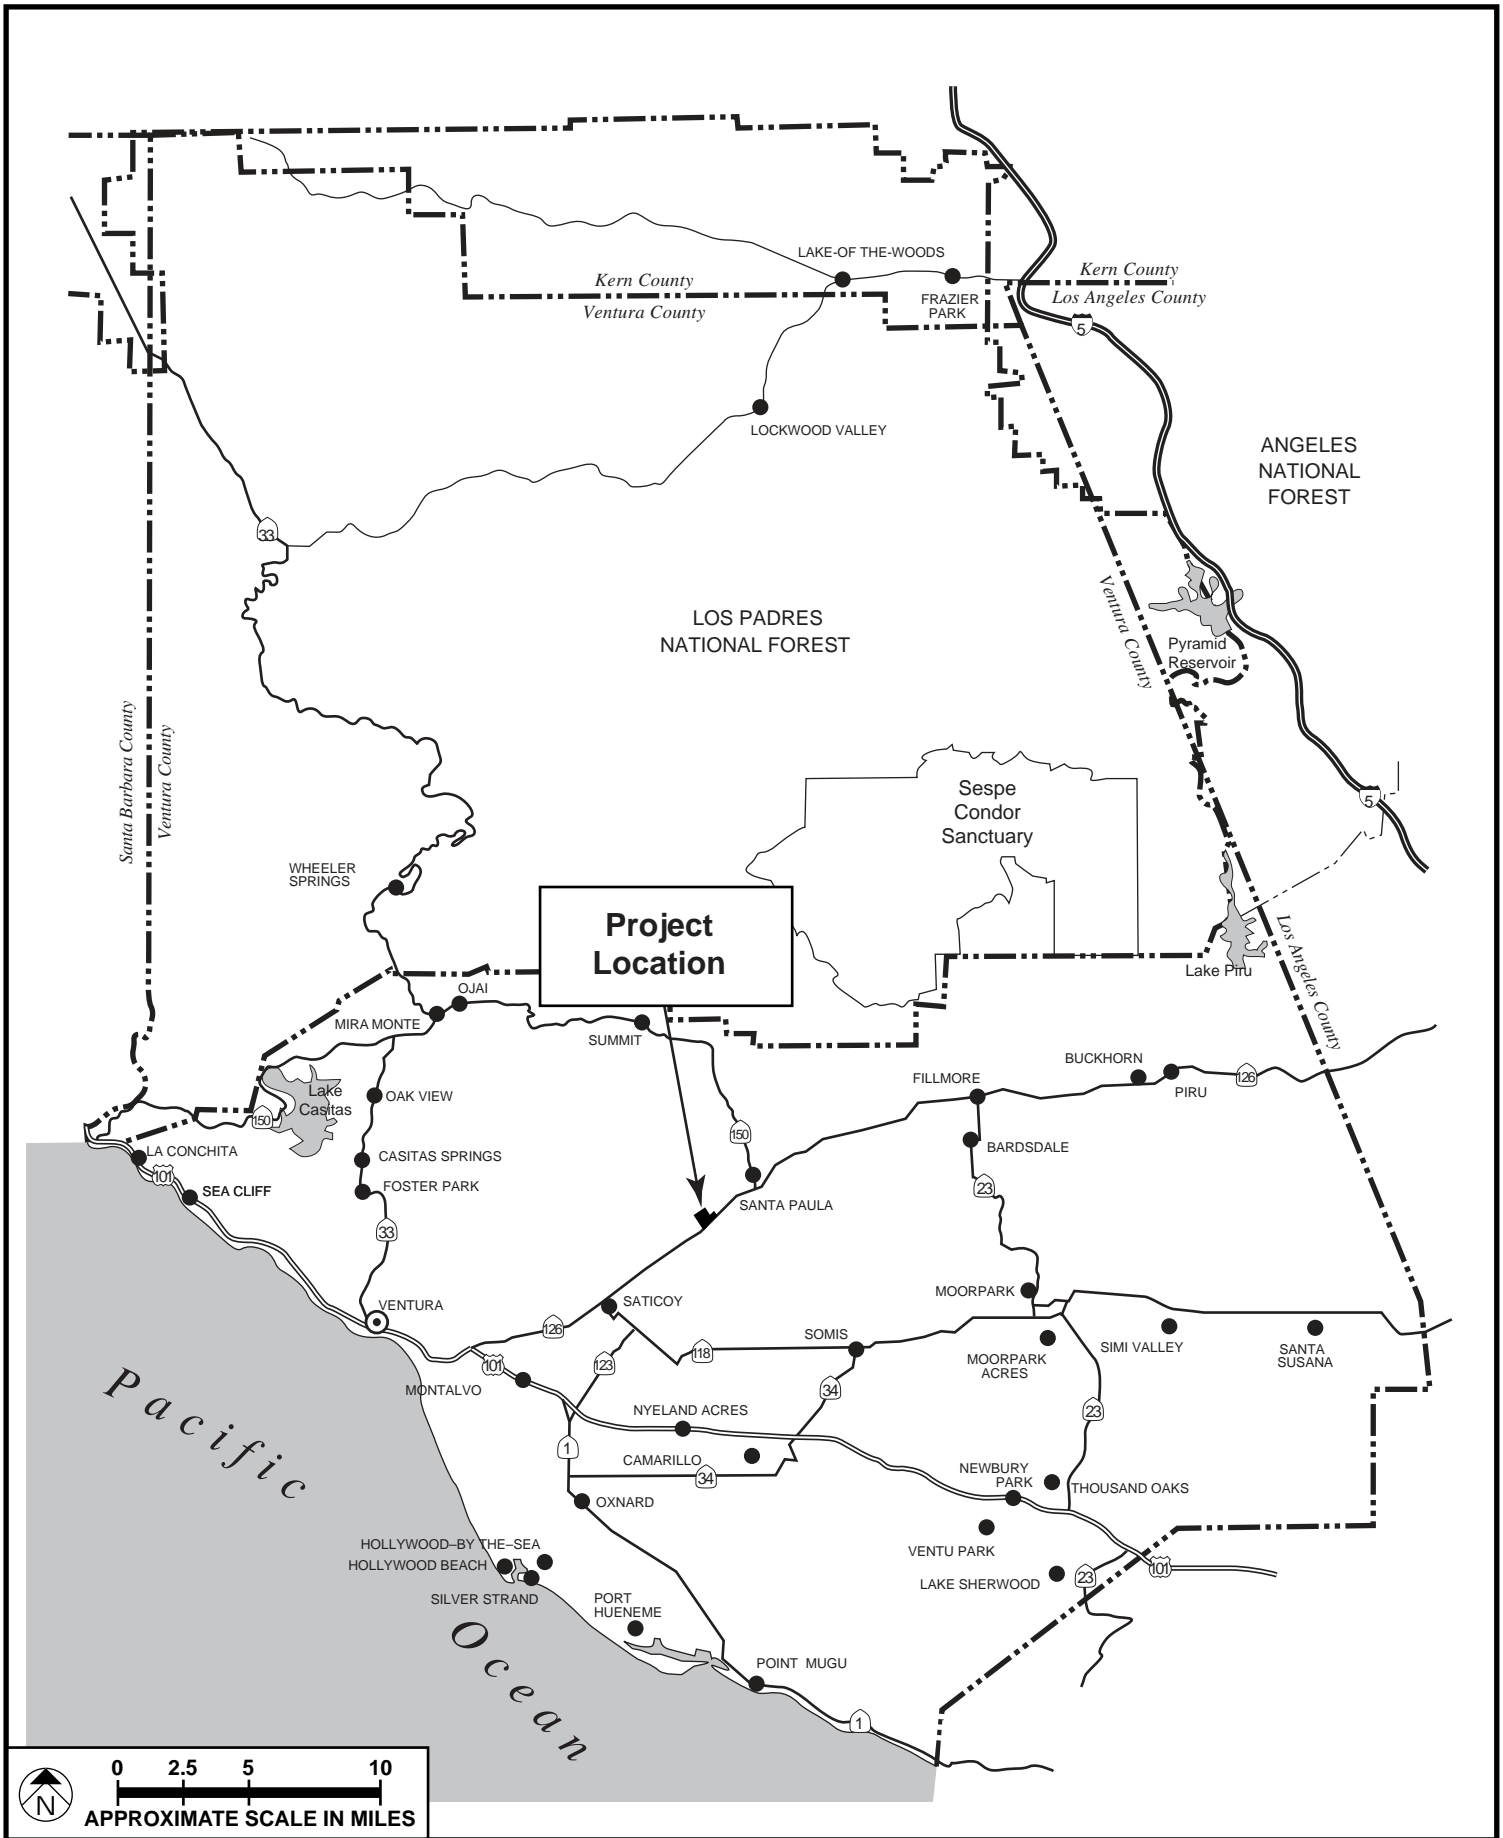 LAKE-OF THE-WOODS
Kern County
Ventura County
FRAZIER
PARK
Kern County
Los Angeles County
5
LOCKWOOD VALLEY
ANGELES
NATIONAL
FOREST
33
LOS PADRES
NATIONAL FOREST
Ventura County
Pyramid
Reservoir
Santa Barbara County
Ventura County
Sespe
Condor
Sanctuary
5
WHEELER
SPRINGS
Project
Location
Los Angeles County
Lake Piru
OJAI
MIRA MONTE
SUMMIT
BUCKHORN
FILLMORE
PIRU
126
Lake
Casitas
OAK VIEW
150
150
BARDSDALE
LA CONCHITA
CASITAS SPRINGS
101
SEA CLIFF
FOSTER PARK
23
SANTA PAULA
33
MOORPARK
VENTURA
SATICOY
126
SOMIS
118
123
101
MOORPARK
ACRES
SIMI VALLEY
SANTA
SUSANA
MONTALVO
34
NYELAND ACRES
23
1
CAMARILLO
34
NEWBURY
PARK
THOUSAND OAKS
OXNARD
HOLLYWOOD–BY THE–SEA
HOLLYWOOD BEACH
VENTU PARK
101
LAKE SHERWOOD
23
SILVER STRAND
PORT
HUENEME
POINT MUGU
1
Pacific
Ocean
0 2.5 5 10
N
APPROXIMATE SCALE IN MILES